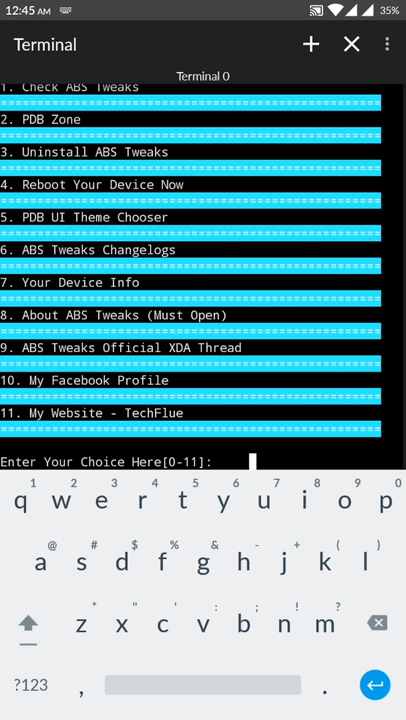 12:45 AM 35%
Terminal
Terminal 0
1. Check ABS Tweaks
=================================================
2. PDB Zone
=================================================
3. Uninstall ABS Tweaks
=================================================
4. Reboot Your Device Now
=================================================
5. PDB UI Theme Chooser
=================================================
6. ABS Tweaks Changelogs
=================================================
7. Your Device Info
=================================================
8. About ABS Tweaks (Must Open)
=================================================
9. ABS Tweaks Official XDA Thread
=================================================
10. My Facebook Profile
=================================================
11. My Website - TechFlue
=================================================
Enter Your Choice Here[0-11]:
1 2 3 4 5 6 7 8 9 0
q w e r t y u i o p
@ # $ % & - + ( )
a s d f g h j k l
* " ' : ; ! ?
z x c v b n m
?123 , .